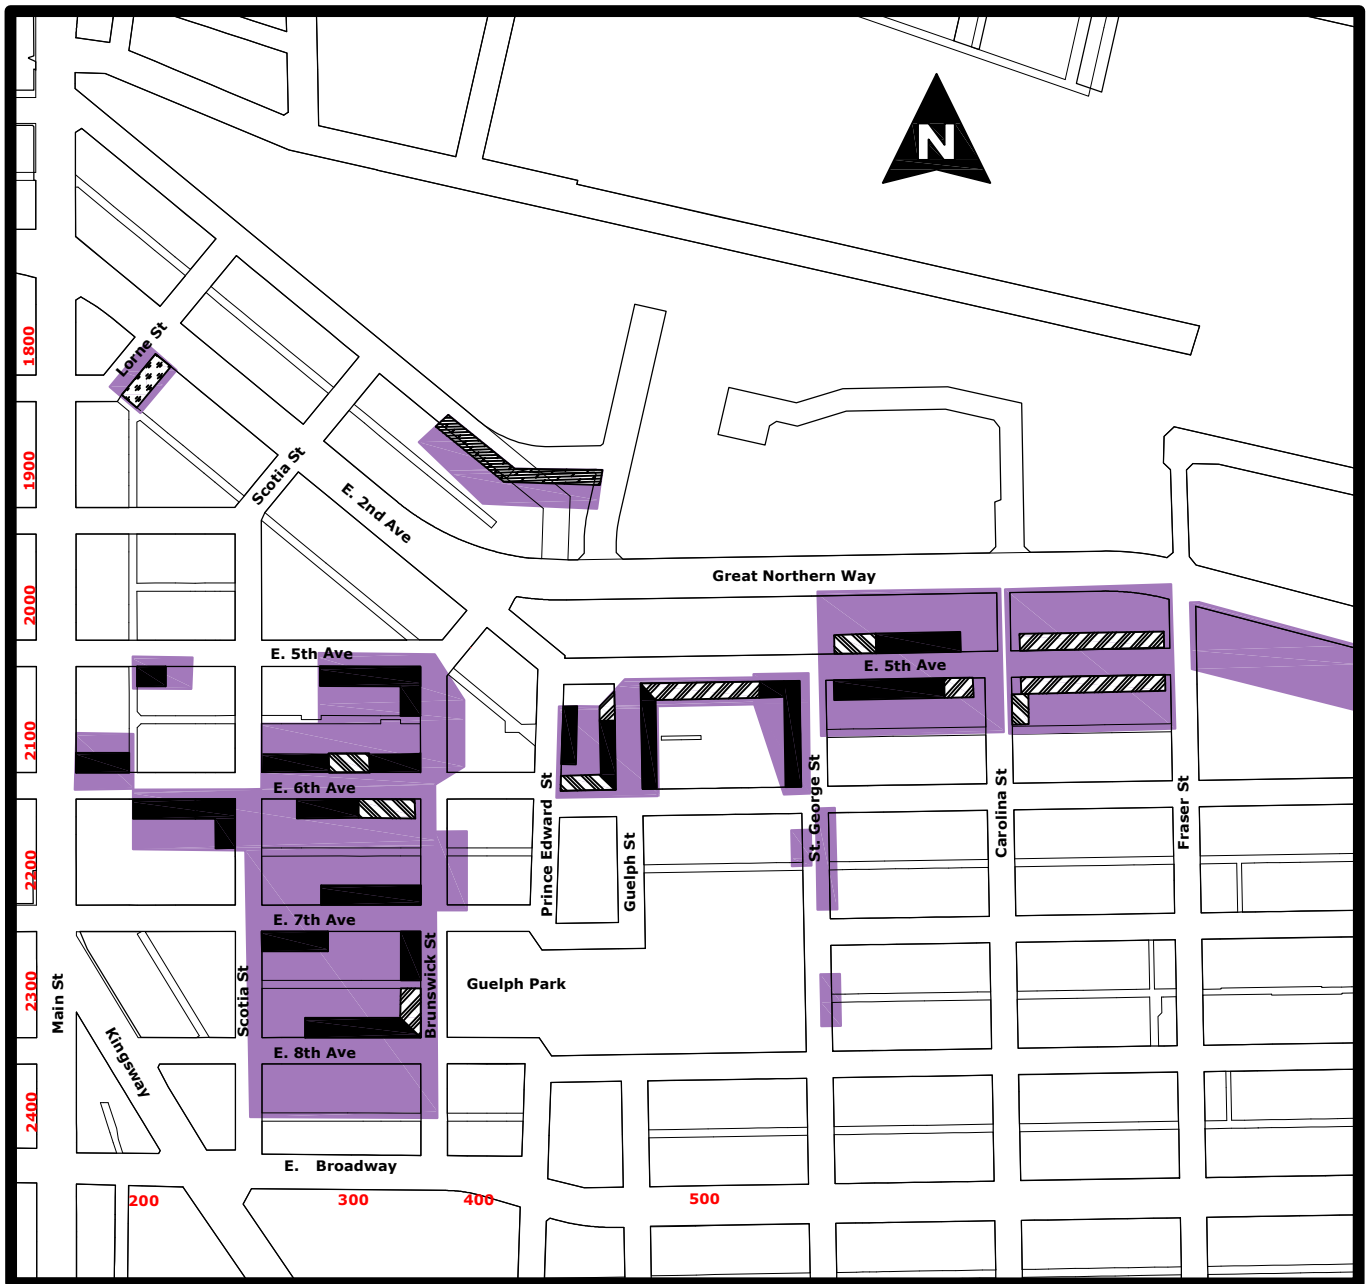 N
Lorne St
1800
Scotia St
1900
E. 2nd Ave
Great Northern Way
2000
E. 5th Ave
E. 5th Ave
2100
E. 6th Ave
Prince Edward St
St. George St
Carolina St
Fraser St
Guelph St
2200
E. 7th Ave
Main St
2300
Scotia St
Brunswick St
Guelph Park
Kingsway
E. 8th Ave
2400
E. Broadway
200
300
400
500